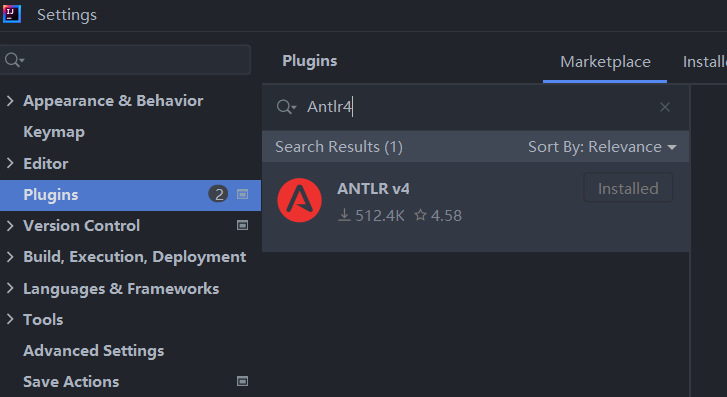 IJ
Settings
Plugins
Marketplace
Installe
Appearance & Behavior
Keymap
Editor
Plugins
2
Version Control
Build, Execution, Deployment
Languages & Frameworks
Tools
Advanced Settings
Save Actions
Antlr4
Search Results (1)
Sort By: Relevance
ANTLR v4
Installed
512.4K
4.58